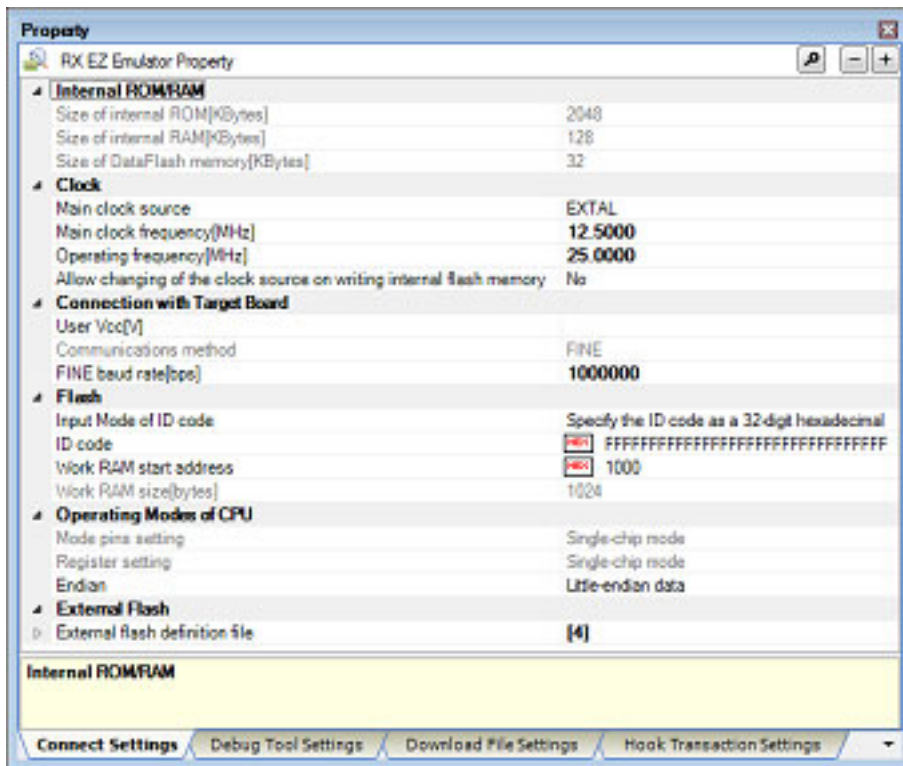 Property
RX EZ Emulator Property
Internal ROM/RAM
Size of internal ROM[KBytes] 2048
Size of internal RAM[KBytes] 128
Size of DataFlash memory[KBytes] 32
Clock
Main clock source EXTAL
Main clock frequency[MHz] 12.5000
Operating frequency[MHz] 25.0000
Allow changing of the clock source on writing internal flash memory No
Connection with Target Board
User Vcc[V]
Communications method FINE
FINE baud rate[bps] 1000000
Flash
Input Mode of ID code Specify the ID code as a 32-digit hexadecimal
ID code HEX FFFFFFFFFFFFFFFFFFFFFFFFFFFFFFFF
Work RAM start address HEX 1000
Work RAM size[bytes] 1024
Operating Modes of CPU
Mode pins setting Single-chip mode
Register setting Single-chip mode
Endian Little-endian data
External Flash
External flash definition file [4]
Internal ROM/RAM
Connect Settings Debug Tool Settings Download File Settings Hook Transaction Settings